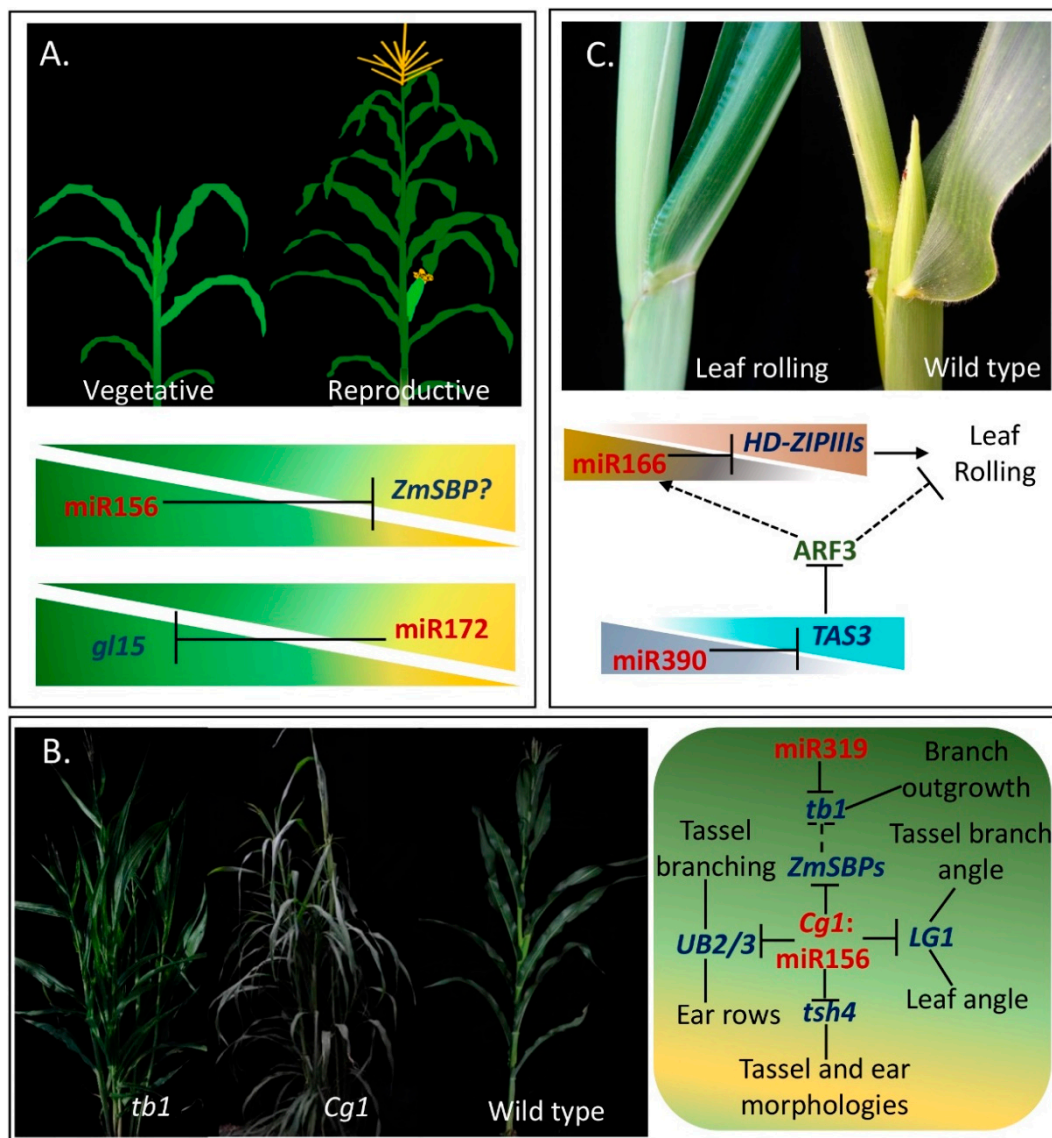 A.
Vegetative
Reproductive
miR156
ZmSBP?
gl15
miR172
C.
Leaf rolling
Wild type
miR166
HD-ZIPIIIs
Leaf
Rolling
ARF3
miR390
TAS3
B.
tb1
Cg1
Wild type
miR319
tb1
Branch
outgrowth
Tassel
branching
ZmSBPs
Tassel branch
angle
UB2/3
Cg1:
miR156
LG1
Ear rows
tsh4
Leaf angle
Tassel and ear
morphologies